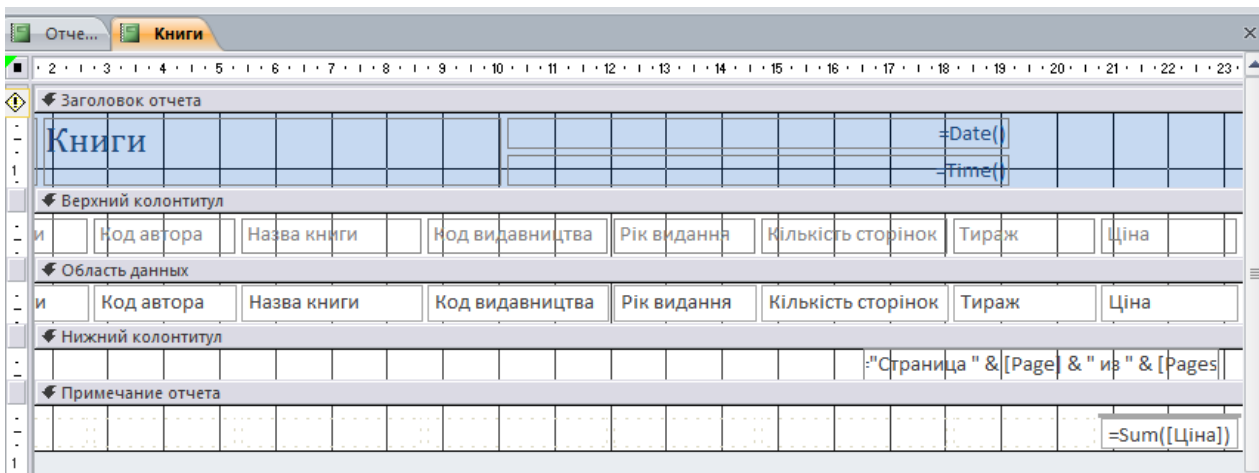 Отче... Книги
2 3 4 5 6 7 8 9 10 11 12 13 14 15 16 17 18 19 20 21 22 23
Заголовок отчета
Книги =Date()
1 =Time()
Верхний колонтитул
и Код автора Назва книги Код видавництва Рік видання Кількість сторінок Тираж Ціна
Область данных
и Код автора Назва книги Код видавництва Рік видання Кількість сторінок Тираж Ціна
Нижний колонтитул
="Страница " & [Page] & " из " & [Pages
Примечание отчета
=Sum([Ціна])
1